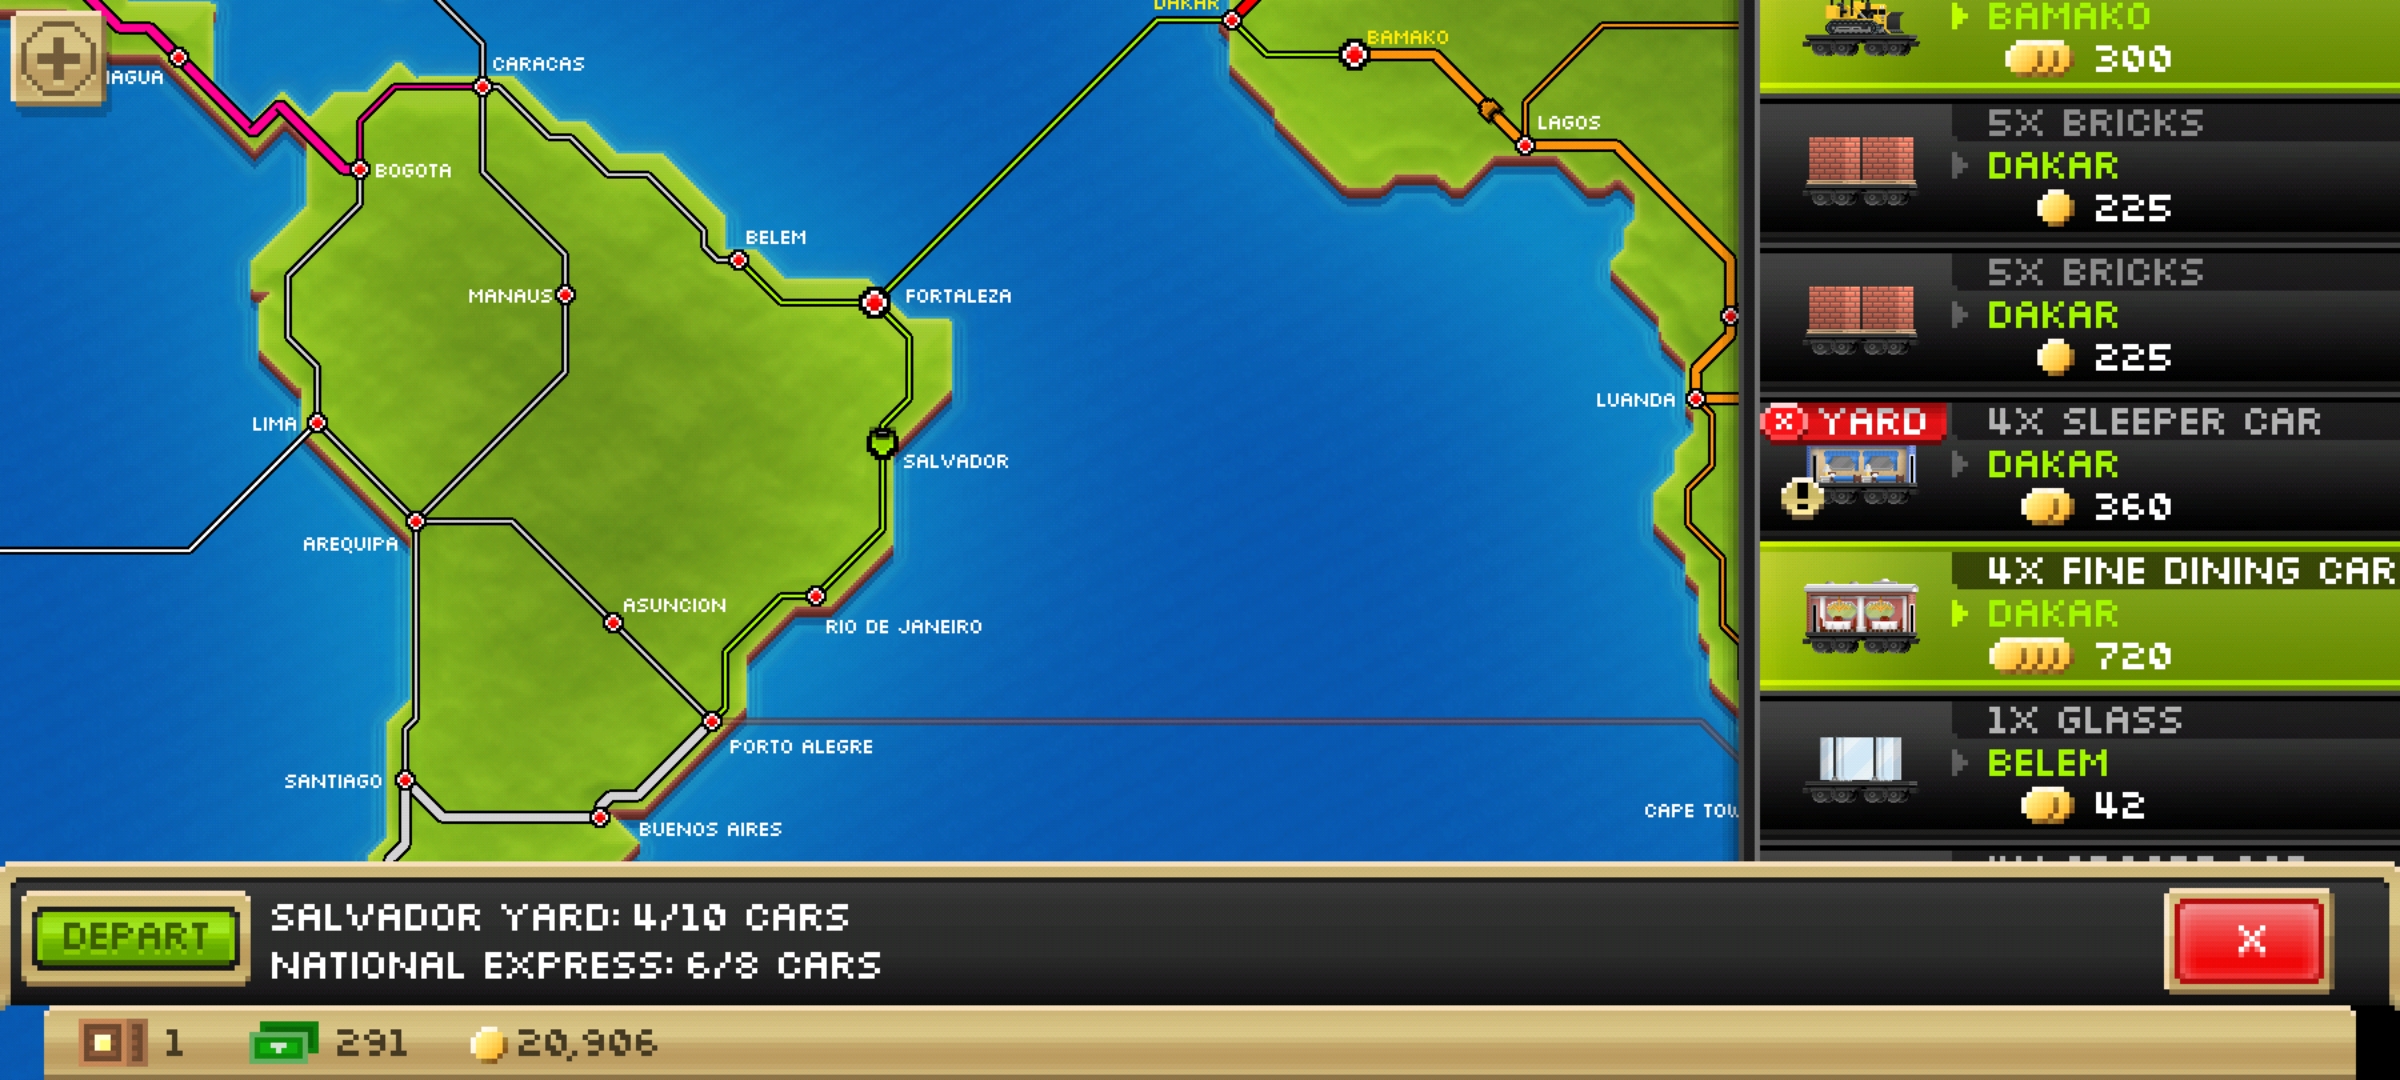 DAKAR
BAMAKO
CARACAS
IAGUA
BOGOTA
LAGOS
BELEM
MANAUS
FORTALEZA
LIMA
LUANDA
SALVADOR
AREQUIPA
ASUNCION
RIO DE JANEIRO
PORTO ALEGRE
SANTIAGO
BUENOS AIRES
CAPE TOW
BAMAKO
300
5X BRICKS
DAKAR
225
5X BRICKS
DAKAR
225
YARD
4X SLEEPER CAR
DAKAR
360
4X FINE DINING CAR
DAKAR
720
1X GLASS
BELEM
42
DEPART
SALVADOR YARD: 4/10 CARS
NATIONAL EXPRESS: 6/8 CARS
X
1
291
20,906